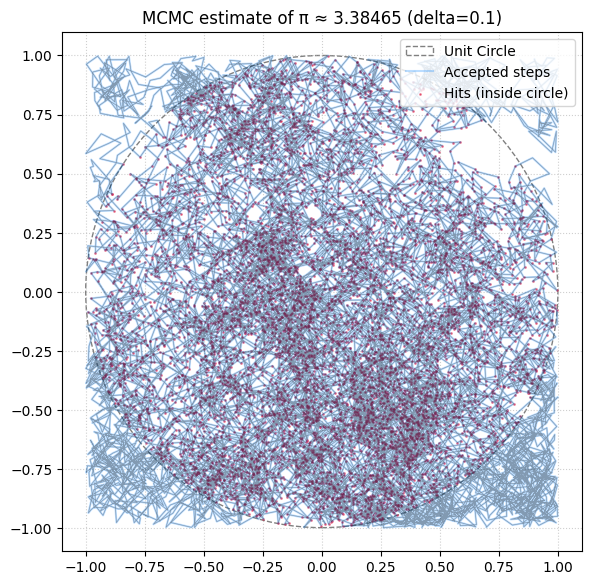 MCMC estimate of π ≈ 3.38465 (delta=0.1)
Unit Circle
Accepted steps
Hits (inside circle)
1.00
0.75
0.50
0.25
0.00
−0.25
−0.50
−0.75
−1.00
−1.00 −0.75 −0.50 −0.25 0.00 0.25 0.50 0.75 1.00